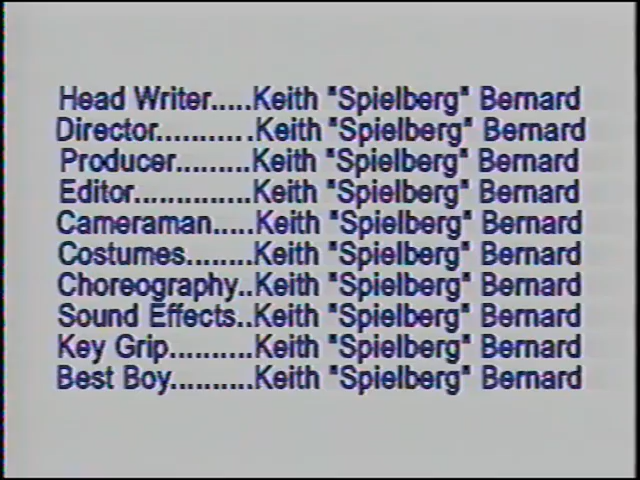 Head Writer.....Keith "Spielberg" Bernard
Director...........Keith "Spielberg" Bernard
Producer.........Keith "Spielberg" Bernard
Editor..............Keith "Spielberg" Bernard
Cameraman.....Keith "Spielberg" Bernard
Costumes........Keith "Spielberg" Bernard
Choreography..Keith "Spielberg" Bernard
Sound Effects..Keith "Spielberg" Bernard
Key Grip..........Keith "Spielberg" Bernard
Best Boy..........Keith "Spielberg" Bernard